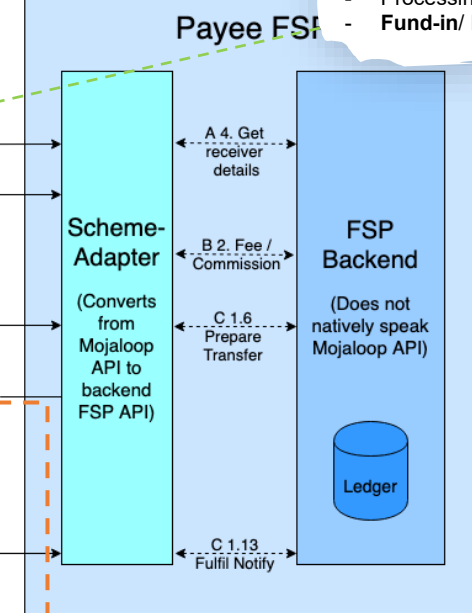 Processin
Payee FSP
- Fund-in/
A 4. Get
receiver
details
Scheme-
Adapter
(Converts
from
Mojaloop
API to
backend
FSP API)
B 2. Fee /
Commission
C 1.6
Prepare
Transfer
C 1.13
Fulfil Notify
FSP
Backend
(Does not
natively speak
Mojaloop API)
Ledger